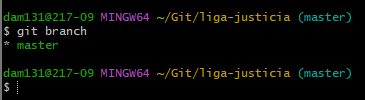 dam131@217-09 MINGW64 ~/Git/liga-justicia (master)
$ git branch
* master
dam131@217-09 MINGW64 ~/Git/liga-justicia (master)
$